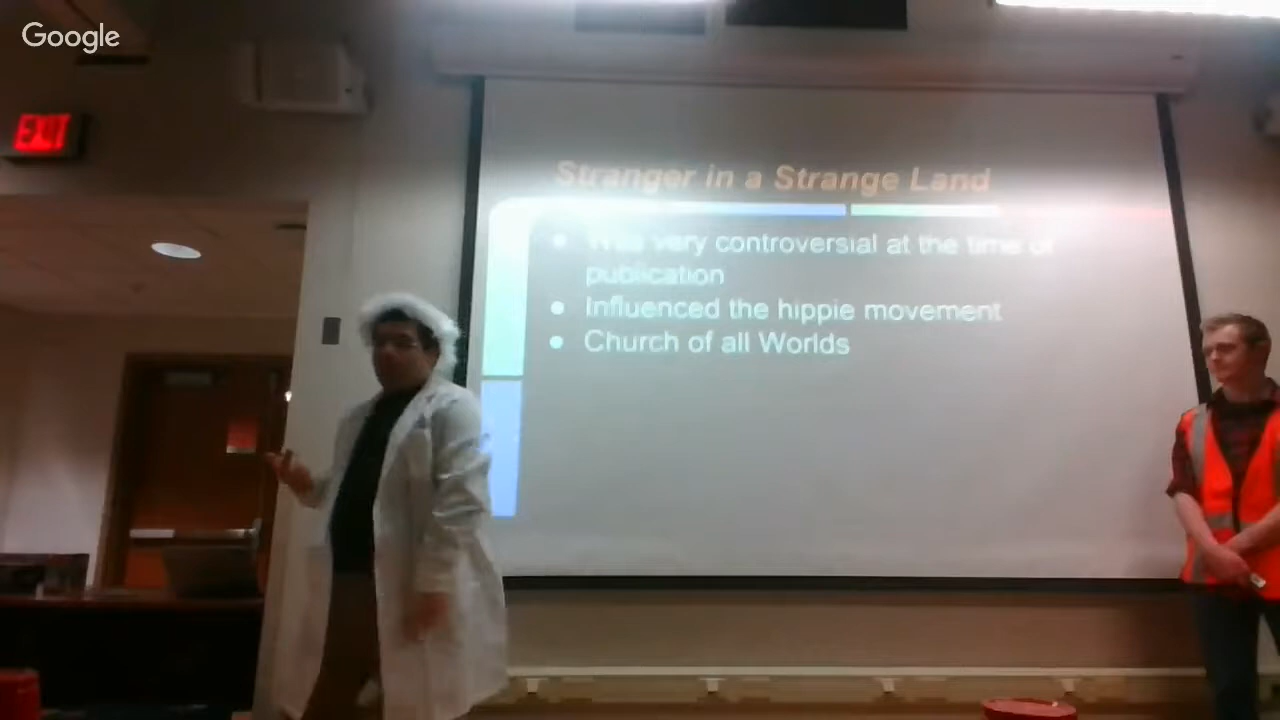 Google
EXIT
Stranger in a Strange Land
Was very controversial at the time of
publication
Influenced the hippie movement
Church of all Worlds